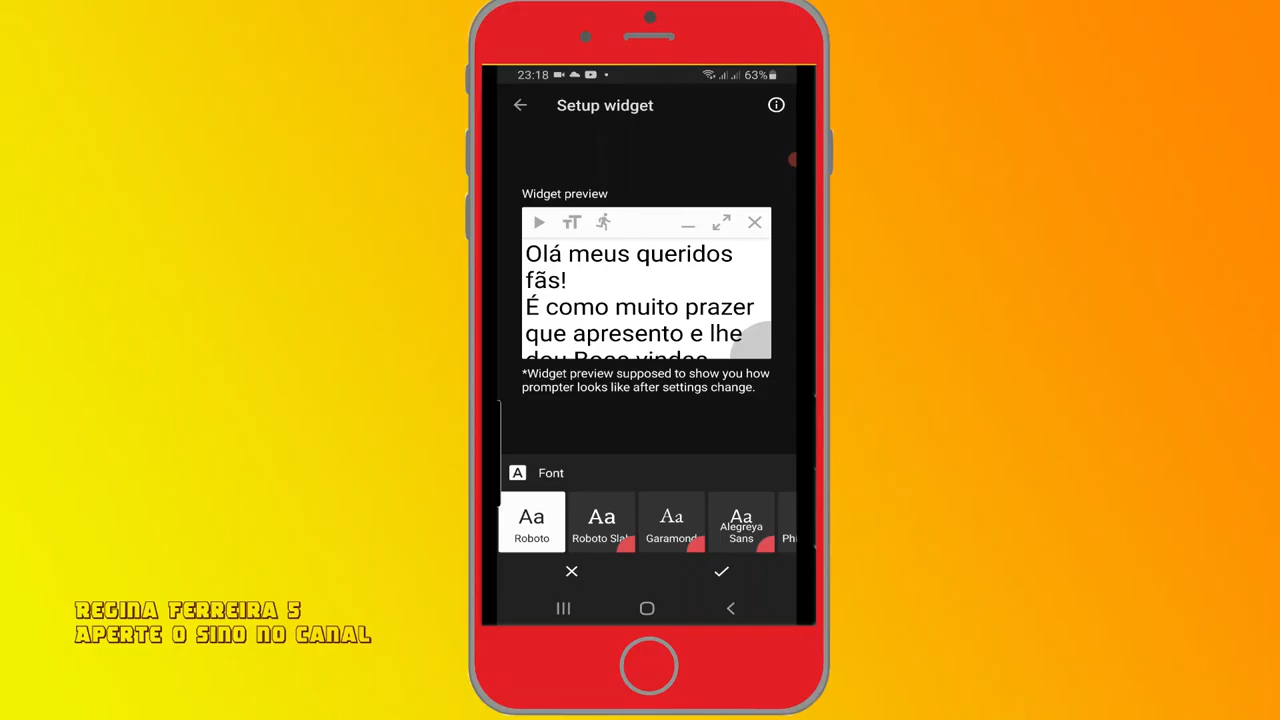 23:18 63%
Setup widget
Widget preview
Olá meus queridos
fãs!
É como muito prazer
que apresento e lhe
*Widget preview supposed to show you how
prompter looks like after settings change.
A Font
Aa Aa Aa Aa
Alegreya
Roboto Roboto Slab Garamond Sans
REGINA FERREIRA 5
APERTE O SINO NO CANAL